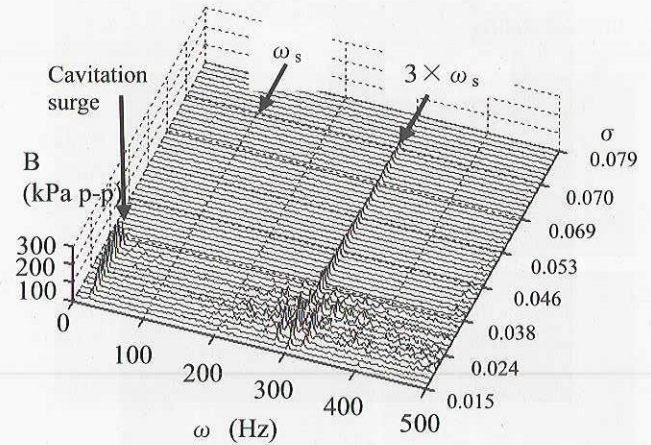 ω s
3 × ω s
Cavitation
surge
B
(kPa p-p)
300
200
100
0
100
200
300
400
500
ω (Hz)
σ
0.079
0.070
0.069
0.053
0.046
0.038
0.024
0.015